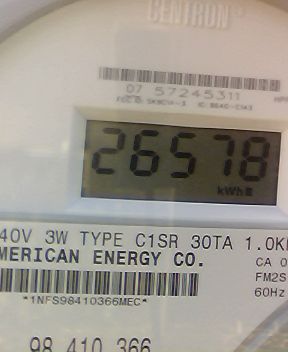 CENTRON
07 57245311
26578
kWh
40V 3W TYPE C1SR 30TA 1.0K
MERICAN ENERGY CO.
CA 0
FM2S
*1NFS98410366MEC*
60Hz
98 410 366